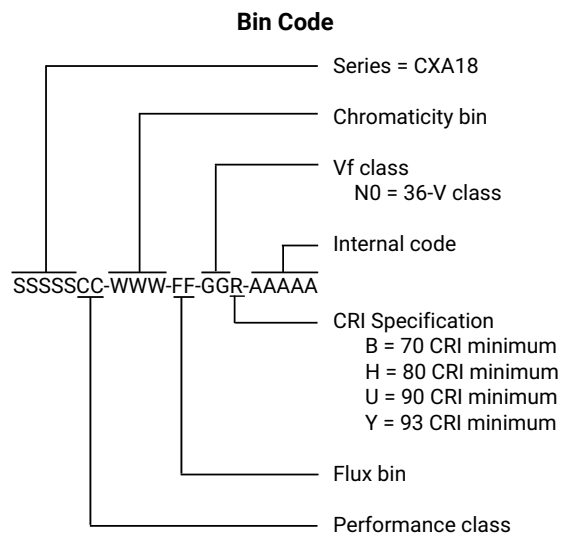 Bin Code
Series = CXA18
Chromaticity bin
Vf class
N0 = 36-V class
Internal code
SSSSSCC-WWW-FF-GGR-AAAAA
CRI Specification
B = 70 CRI minimum
H = 80 CRI minimum
U = 90 CRI minimum
Y = 93 CRI minimum
Flux bin
Performance class